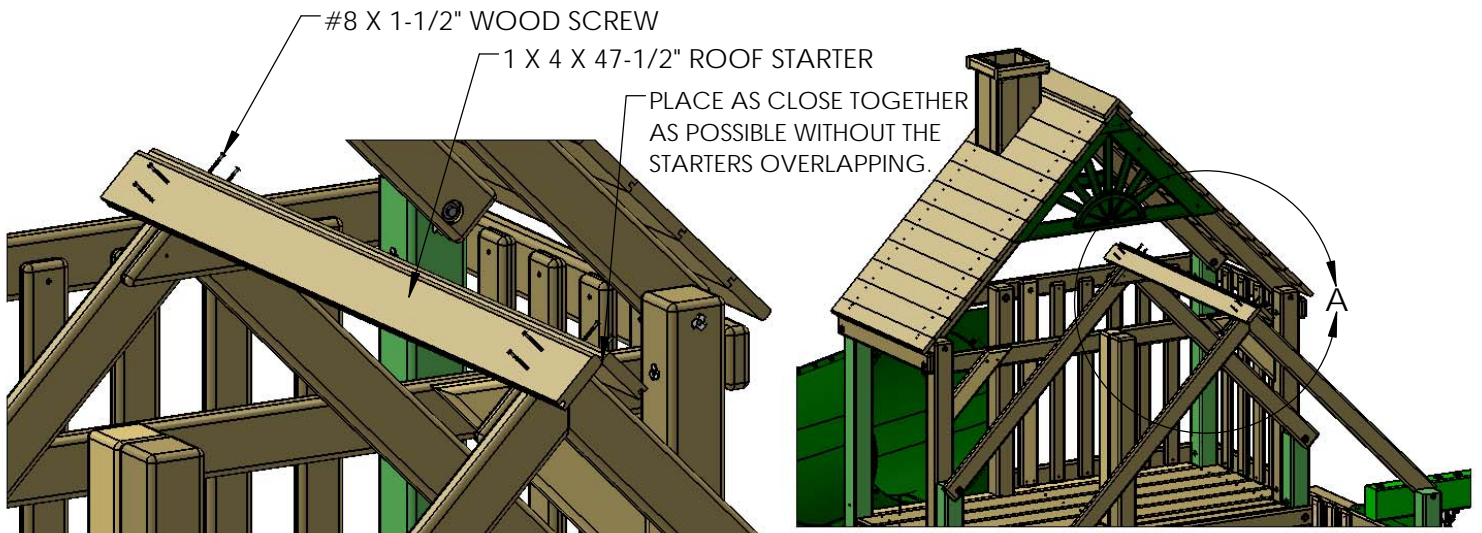 #8 X 1-1/2" WOOD SCREW
1 X 4 X 47-1/2" ROOF STARTER
PLACE AS CLOSE TOGETHER
AS POSSIBLE WITHOUT THE
STARTERS OVERLAPPING.
A